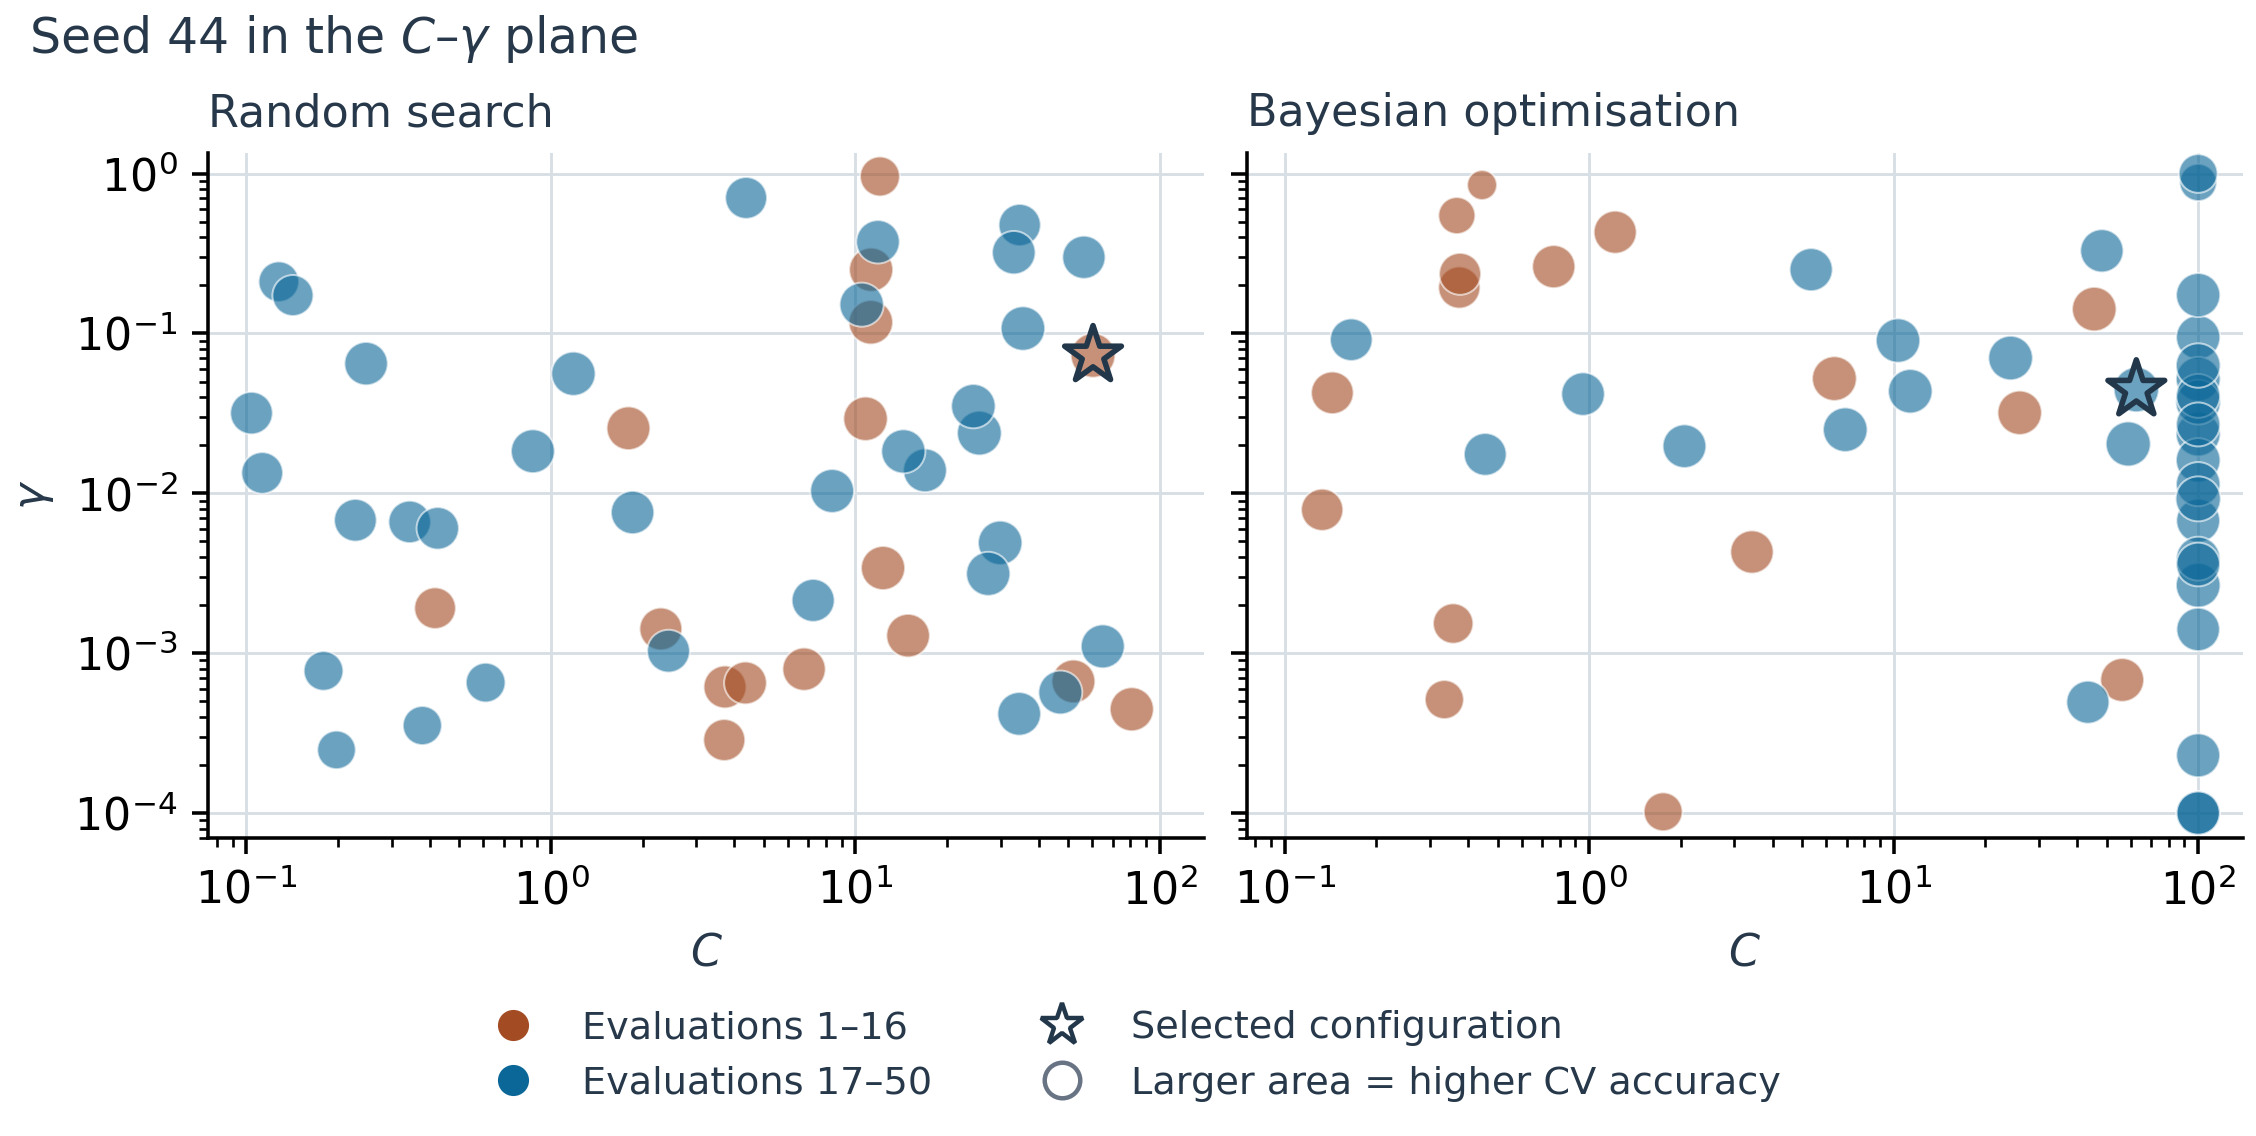 Seed 44 in the C–γ plane
Random search
Bayesian optimisation
10⁰
10⁻¹
10⁻²
10⁻³
10⁻⁴
γ
10⁻¹ 10⁰ 10¹ 10² 10⁻¹ 10⁰ 10¹ 10²
C C
Evaluations 1–16
Evaluations 17–50
Selected configuration
Larger area = higher CV accuracy